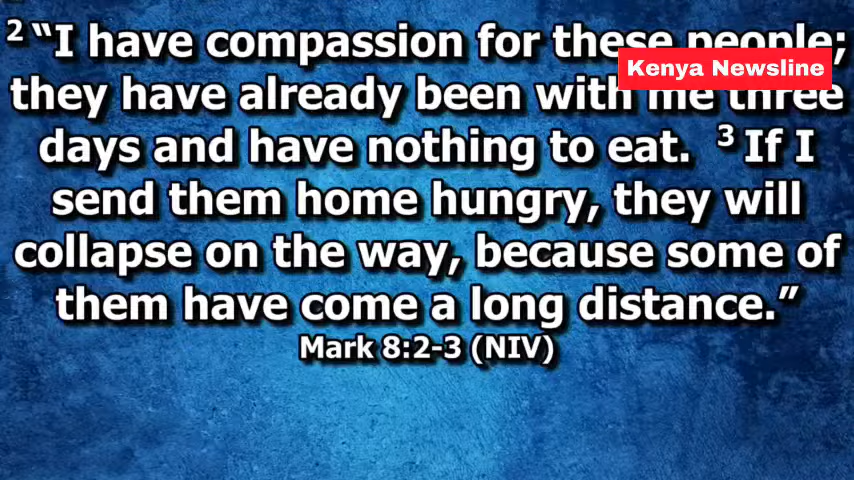 ² “I have compassion for these people;
Kenya Newsline
they have already been with me three
days and have nothing to eat. ³ If I
send them home hungry, they will
collapse on the way, because some of
them have come a long distance.”
Mark 8:2-3 (NIV)